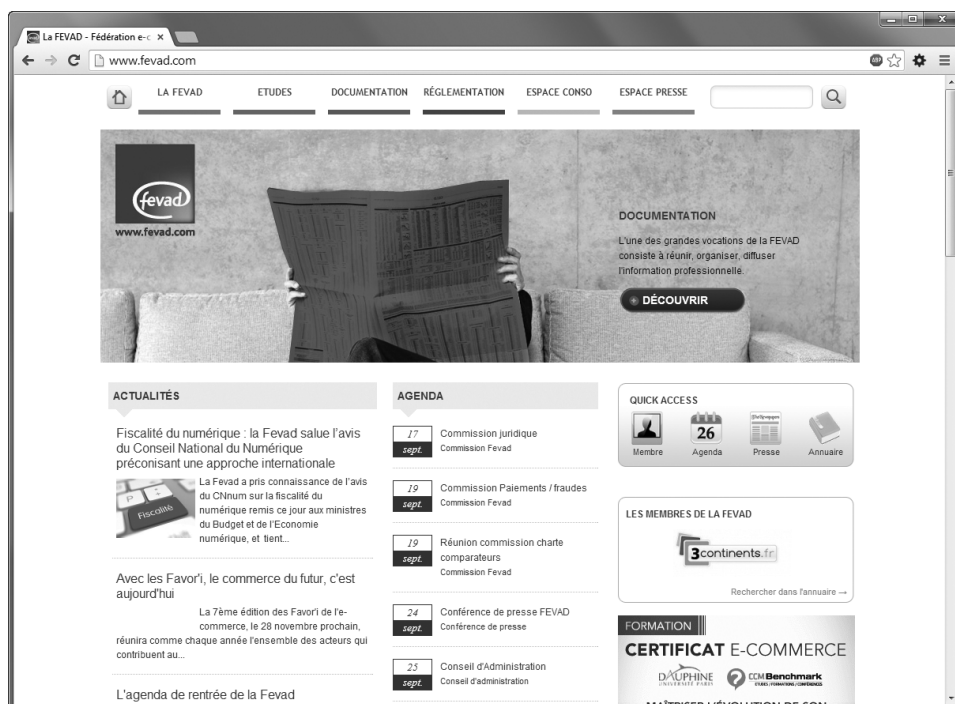 La FEVAD - Fédération e-c
www.fevad.com
ABP
LA FEVAD
ETUDES
DOCUMENTATION
RÉGLEMENTATION
ESPACE CONSO
ESPACE PRESSE
fevad
www.fevad.com
DOCUMENTATION
L'une des grandes vocations de la FEVAD
consiste à réunir, organiser, diffuser
l'information professionnelle.
DÉCOUVRIR
ACTUALITÉS
Fiscalité du numérique : la Fevad salue l'avis
du Conseil National du Numérique
préconisant une approche internationale
Fiscalité
La Fevad a pris connaissance de l'avis
du CNnum sur la fiscalité du
numérique remis ce jour aux ministres
du Budget et de l'Economie
numérique, et tient...
Avec les Favor'i, le commerce du futur, c'est
aujourd'hui
La 7ème édition des Favor'i de l'e-
commerce, le 28 novembre prochain,
réunira comme chaque année l'ensemble des acteurs qui
contribuent au...
L'agenda de rentrée de la Fevad
AGENDA
17
sept.
Commission juridique
Commission Fevad
19
sept.
Commission Paiements / fraudes
Commission Fevad
19
sept.
Réunion commission charte
comparateurs
Commission Fevad
24
sept.
Conférence de presse FEVAD
Conférence de presse
25
sept.
Conseil d'Administration
Conseil d'administration
QUICK ACCESS
26
Membre
Agenda
Presse
Annuaire
LES MEMBRES DE LA FEVAD
3continents.fr
Rechercher dans l'annuaire →
FORMATION
CERTIFICAT E-COMMERCE
DAUPHINE
UNIVERSITÉ PARIS
CCM Benchmark
ETUDES / FORMATIONS / CONFÉRENCES
MAÎTRISER L'ÉVOLUTION DE SON